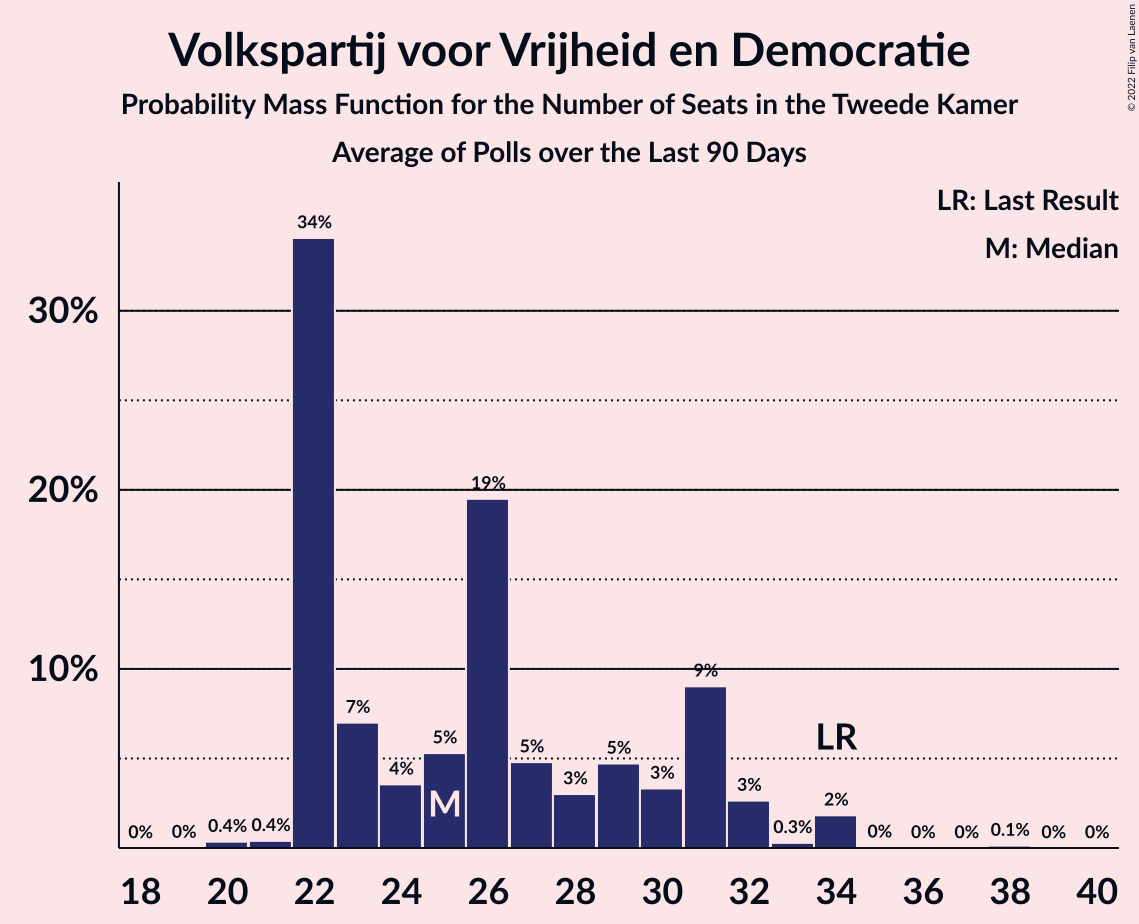 Volkspartij voor Vrijheid en Democratie
Probability Mass Function for the Number of Seats in the Tweede Kamer
Average of Polls over the Last 90 Days
© 2022 Filip van Laenen
LR: Last Result
M: Median
30%
20%
10%
0%
0%
0.4%
0.4%
34%
7%
4%
5%
19%
5%
3%
5%
3%
9%
3%
0.3%
2%
0%
0%
0%
0.1%
0%
0%
M
LR
18 20 22 24 26 28 30 32 34 36 38 40